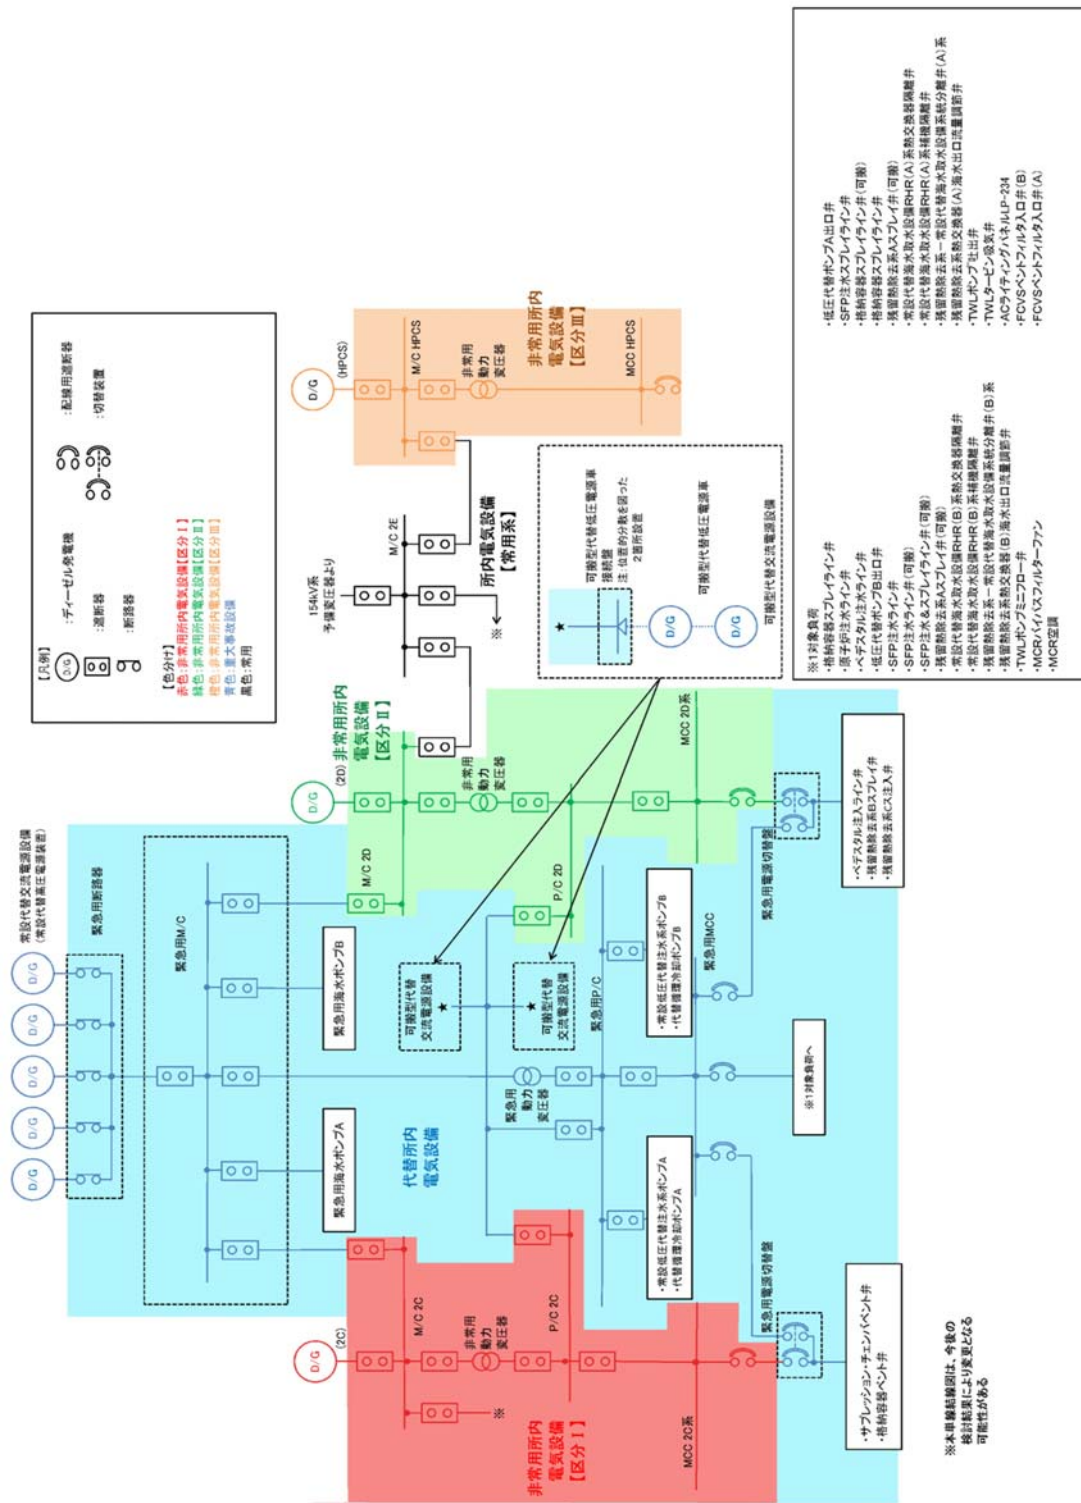 【凡例】
D/G
:ディーゼル発電機
:遮断器
:断路器
:配線用遮断器
:切替装置
【色分け】
赤色:非常用所内電気設備[区分Ⅰ]
緑色:非常用所内電気設備[区分Ⅱ]
橙色:非常用所内電気設備[区分Ⅲ]
青色:重大事故設備
黒色:常用
常設代替交流電源設備
(常設代替高圧電源装置)
D/G
D/G
D/G
D/G
D/G
緊急用断路器
緊急用M/C
緊急用海水ポンプA
緊急用海水ポンプB
代替所内
電気設備
D/G
(2C)
M/C 2C
※
非常用
動力
変圧器
P/C 2C
非常用所内
電気設備
【区分Ⅰ】
MCC 2C系
D/G
(2D)
非常用所内
電気設備
【区分Ⅱ】
M/C 2D
非常用
動力
変圧器
P/C 2D
MCC 2D系
154kV系
予備変圧器より
M/C 2E
※
所内電気設備
【常用系】
D/G
(HPCS)
M/C HPCS
非常用
動力
変圧器
非常用所内
電気設備
【区分Ⅲ】
MCC HPCS
可搬型代替
交流電源設備
★
★
可搬型代替
交流電源設備
緊急用
動力
変圧器
緊急用P/C
・常設低圧代替注水系ポンプA
・代替循環冷却ポンプA
・常設低圧代替注水系ポンプB
・代替循環冷却ポンプB
緊急用MCC
緊急用電源切替盤
緊急用電源切替盤
※1対象負荷へ
・サプレッション・チェンバベント弁
・格納容器ベント弁
・ペデスタル注入ライン弁
・残留熱除去系Bスプレイ弁
・残留熱除去系C注入弁
★
可搬型代替低圧電源車
接続盤
注:位置的分散を図った
2箇所設置
D/G
D/G
可搬型代替低圧電源車
可搬型代替交流電源設備
※1対象負荷
・格納容器スプレイライン弁
・原子炉注水ライン弁
・ペデスタル注水ライン弁
・低圧代替ポンプB出口弁
・SFP注水ライン弁
・SFP注水ライン弁(可搬)
・SFP注水&スプレイライン弁(可搬)
・残留熱除去系Aスプレイ弁(可搬)
・常設代替海水取水設備RHR(B)系熱交換器隔離弁
・常設代替海水取水設備RHR(B)系補機隔離弁
・残留熱除去系－常設代替海水取水設備系統分離弁(B)系
・残留熱除去系熱交換器(B)海水出口流量調節弁
・TWLポンプミニフロー弁
・MCRバイパスフィルターファン
・MCR空調
・低圧代替ポンプA出口弁
・SFP注水スプレイライン弁
・格納容器スプレイライン弁(可搬)
・格納容器スプレイライン弁
・残留熱除去系Aスプレイ弁(可搬)
・常設代替海水取水設備RHR(A)系熱交換器隔離弁
・常設代替海水取水設備RHR(A)系補機隔離弁
・残留熱除去系－常設代替海水取水設備系統分離弁(A)系
・残留熱除去系熱交換器(A)海水出口流量調節弁
・TWLポンプ吐出弁
・TWLタービン吸気弁
・ACライティングパネルLP-234
・FCVSベントフィルタ入口弁(B)
・FCVSベントフィルタ入口弁(A)
※本単線結線図は、今後の
検討結果により変更となる
可能性がある